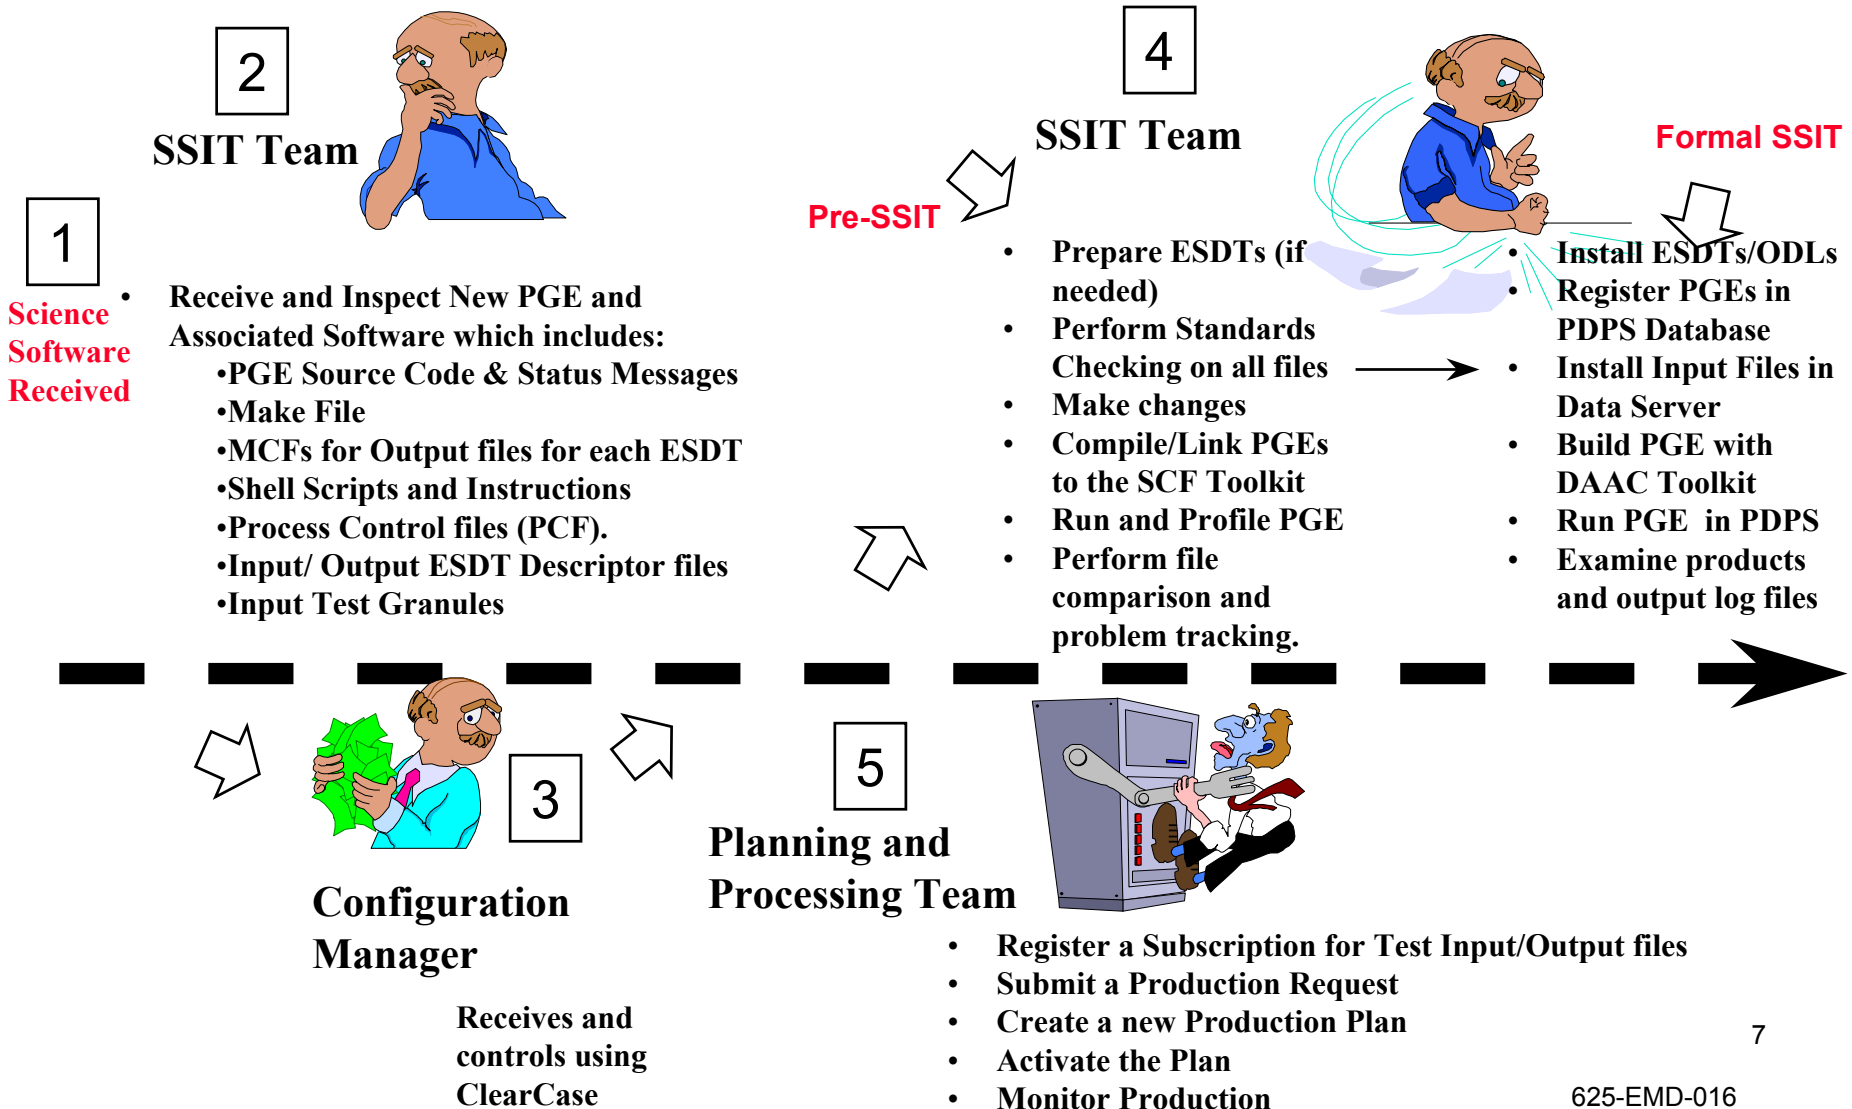 2
SSIT Team
1
Science
Software
Received
• Receive and Inspect New PGE and
Associated Software which includes:
•PGE Source Code & Status Messages
•Make File
•MCFs for Output files for each ESDT
•Shell Scripts and Instructions
•Process Control files (PCF).
•Input/ Output ESDT Descriptor files
•Input Test Granules
Pre-SSIT
4
SSIT Team
• Prepare ESDTs (if
needed)
• Perform Standards
Checking on all files
• Make changes
• Compile/Link PGEs
to the SCF Toolkit
• Run and Profile PGE
• Perform file
comparison and
problem tracking.
Formal SSIT
• Install ESDTs/ODLs
• Register PGEs in
PDPS Database
• Install Input Files in
Data Server
• Build PGE with
DAAC Toolkit
• Run PGE in PDPS
• Examine products
and output log files
3
Configuration
Manager
Receives and
controls using
ClearCase
5
Planning and
Processing Team
• Register a Subscription for Test Input/Output files
• Submit a Production Request
• Create a new Production Plan
• Activate the Plan
• Monitor Production
7
625-EMD-016